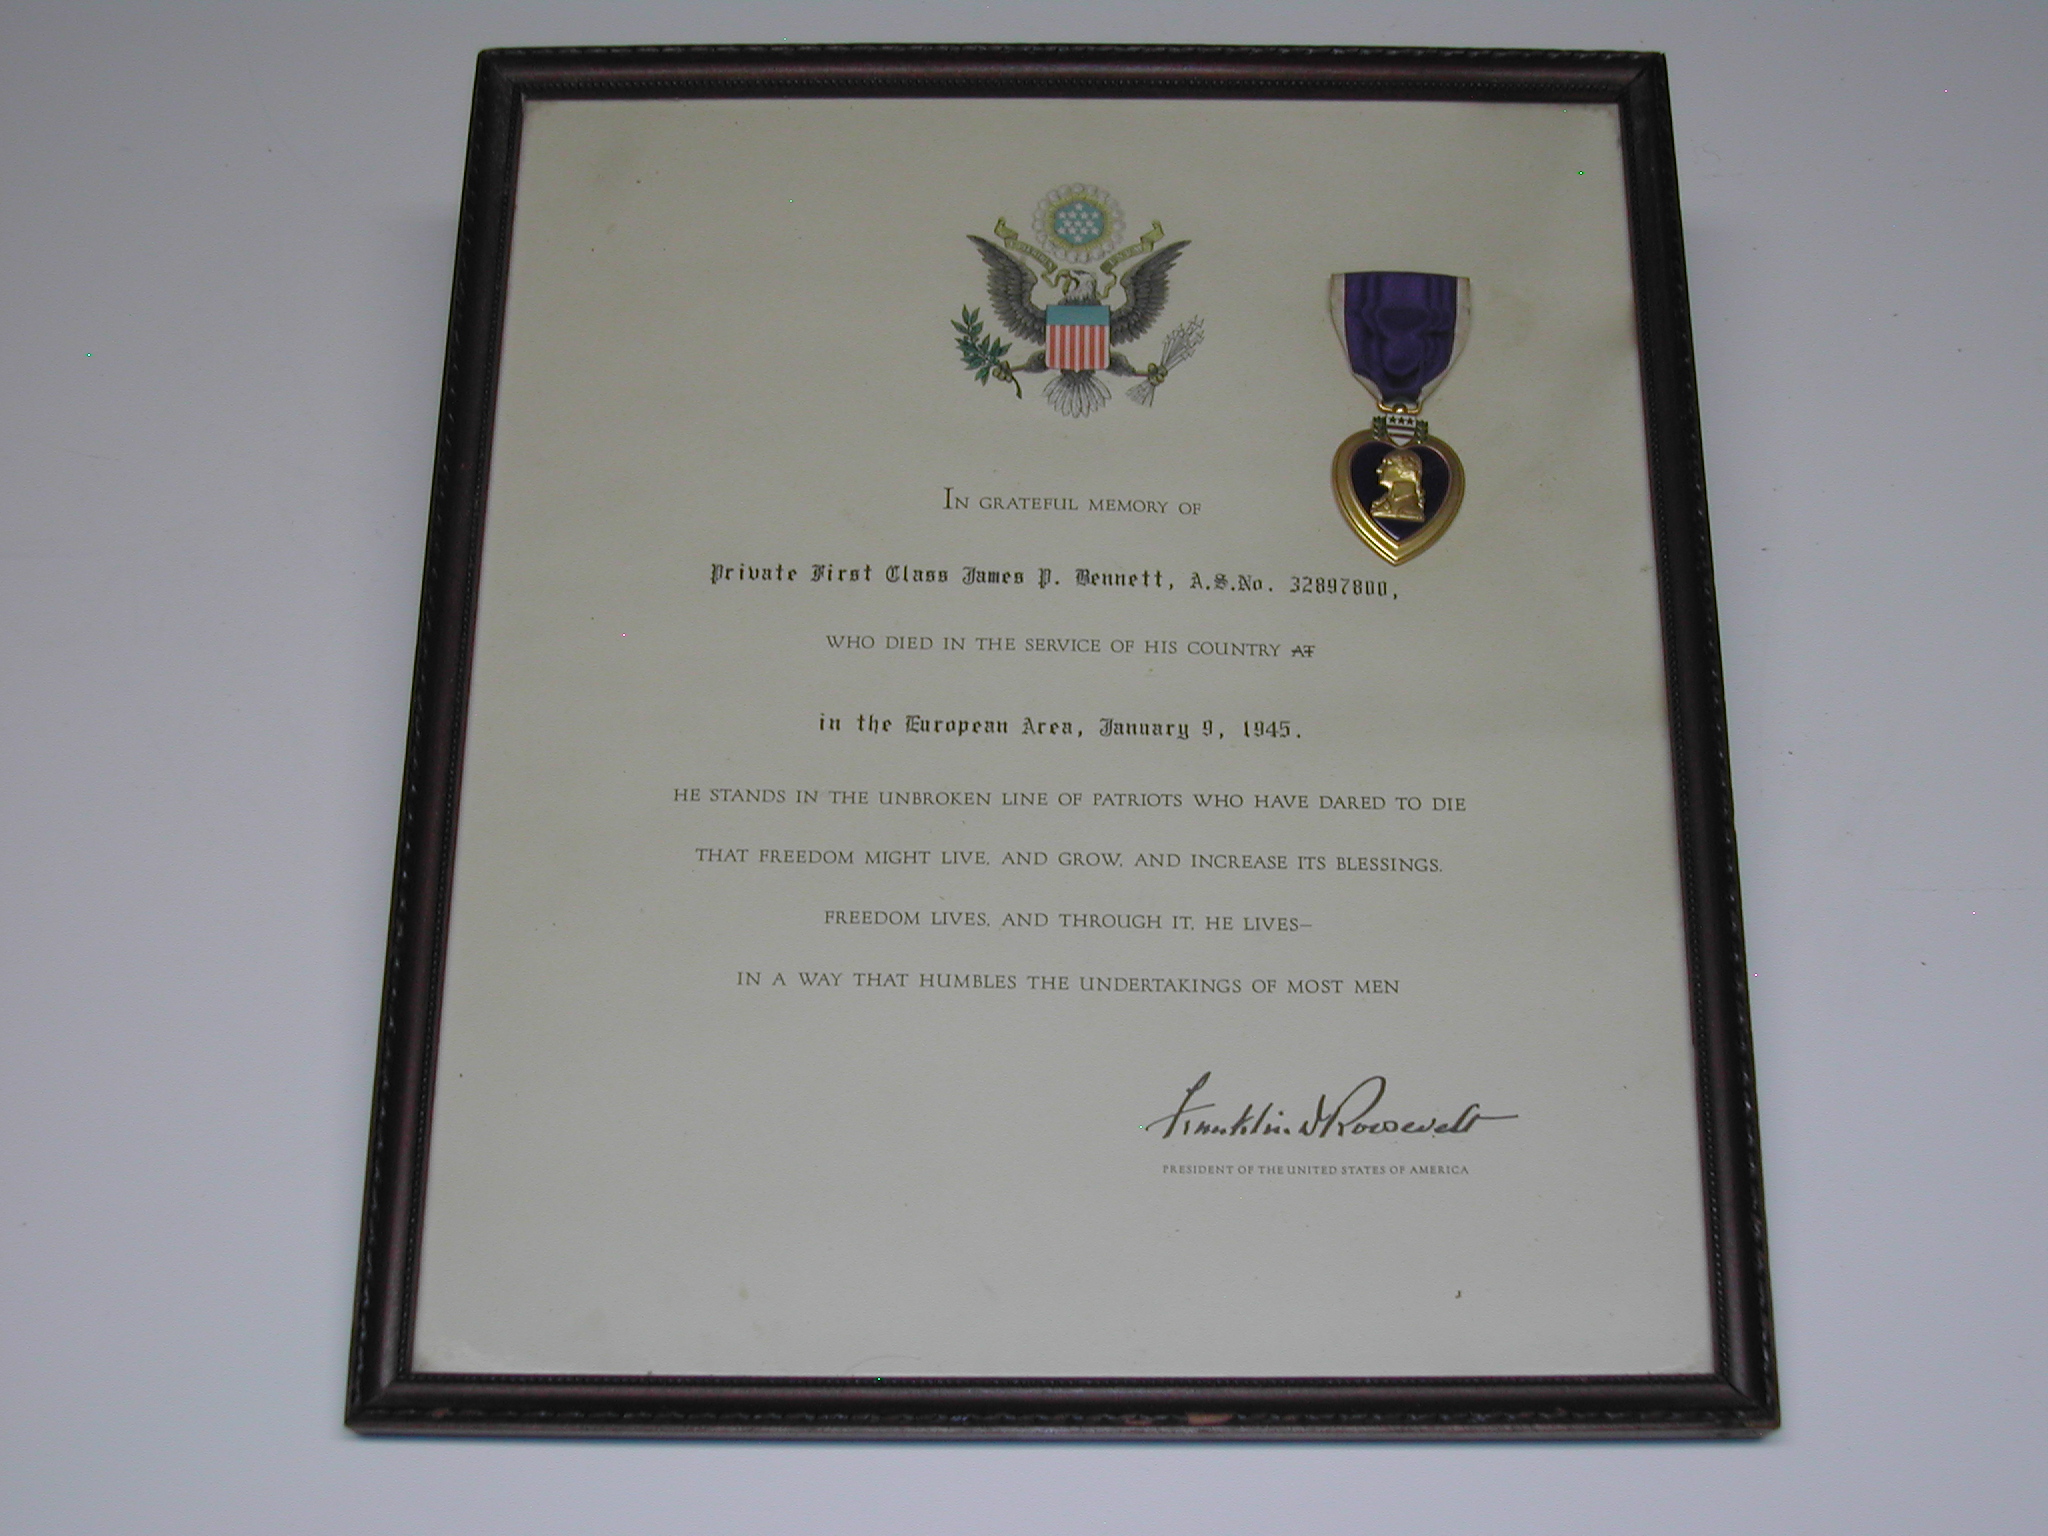 In grateful memory of
Private First Class James P. Bennett, A.S.No. 32897800,
WHO DIED IN THE SERVICE OF HIS COUNTRY AT
in the European Area, January 9, 1945.
HE STANDS IN THE UNBROKEN LINE OF PATRIOTS WHO HAVE DARED TO DIE
THAT FREEDOM MIGHT LIVE, AND GROW, AND INCREASE ITS BLESSINGS.
FREEDOM LIVES, AND THROUGH IT, HE LIVES—
IN A WAY THAT HUMBLES THE UNDERTAKINGS OF MOST MEN
Franklin D Roosevelt
PRESIDENT OF THE UNITED STATES OF AMERICA